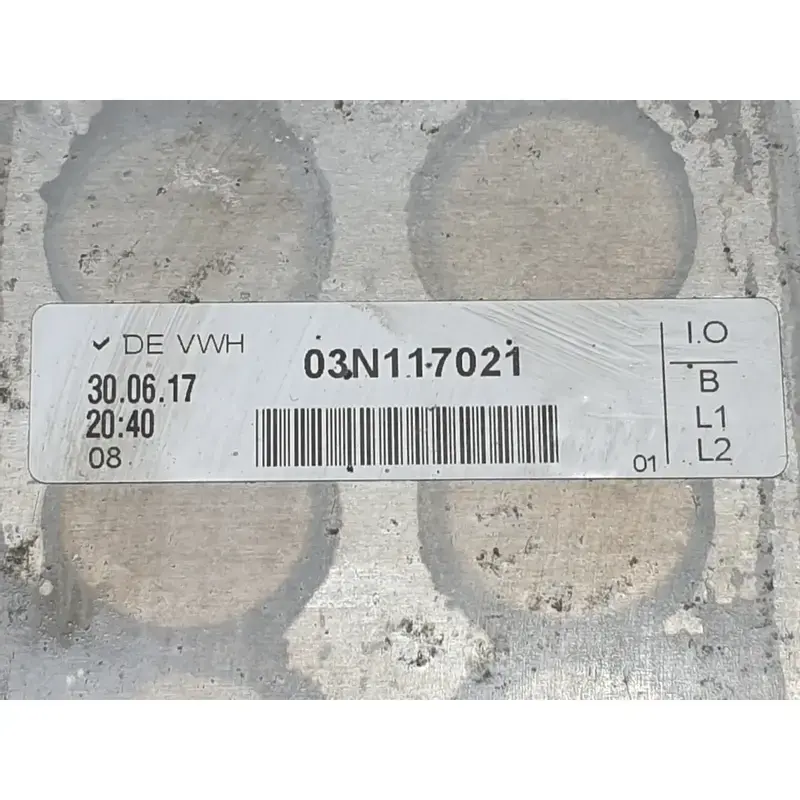 ✓ DE VWH
30.06.17
20:40
08
03N117021
01
I.O
B
L1
L2